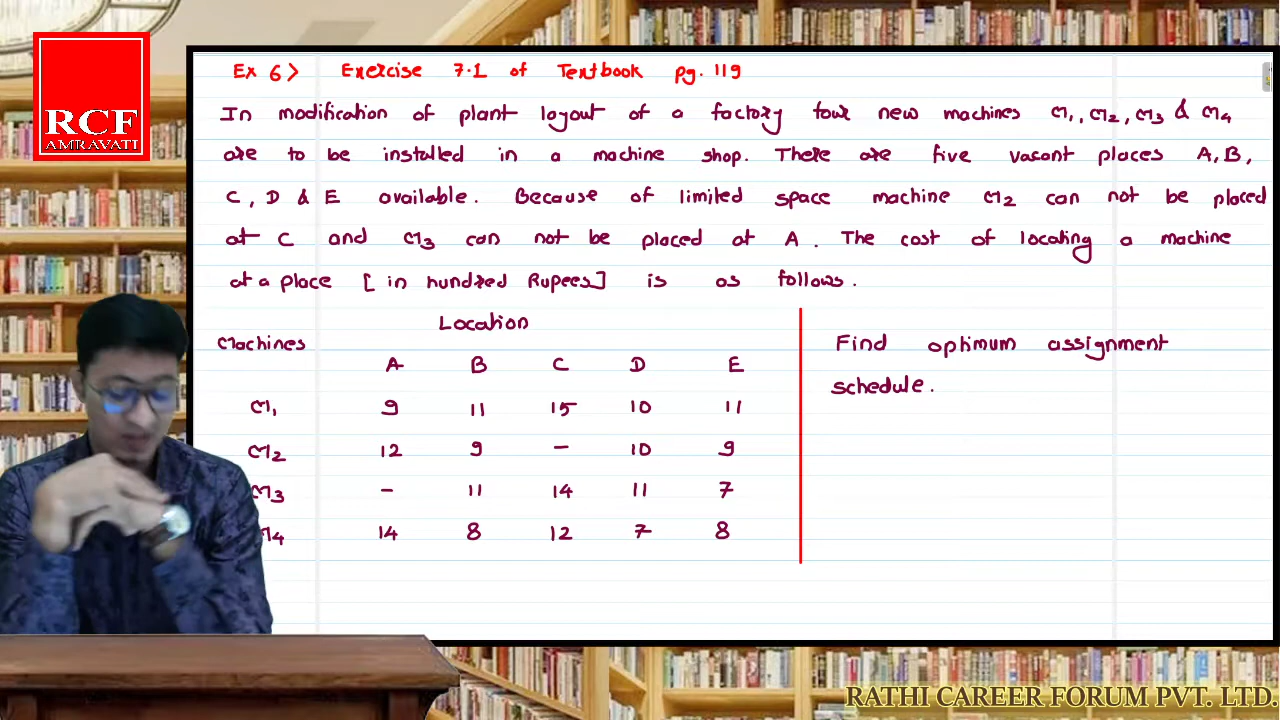 RCF
AMRAVATI
Ex 6> Exercise 7.1 of Textbook pg. 119
In modification of plant layout of a factory four new machines M1, M2, M3 & M4
are to be installed in a machine shop. There are five vacant places A, B,
C, D & E available. Because of limited space machine M2 can not be placed
at C and M3 can not be placed at A. The cost of locating a machine
at a place [in hundred Rupees] is as follows.
Location
Machines
A B C D E
M1 9 11 15 10 11
M2 12 9 - 10 9
M3 - 11 14 11 7
M4 14 8 12 7 8
Find optimum assignment
schedule.
RATHI CAREER FORUM PVT. LTD.